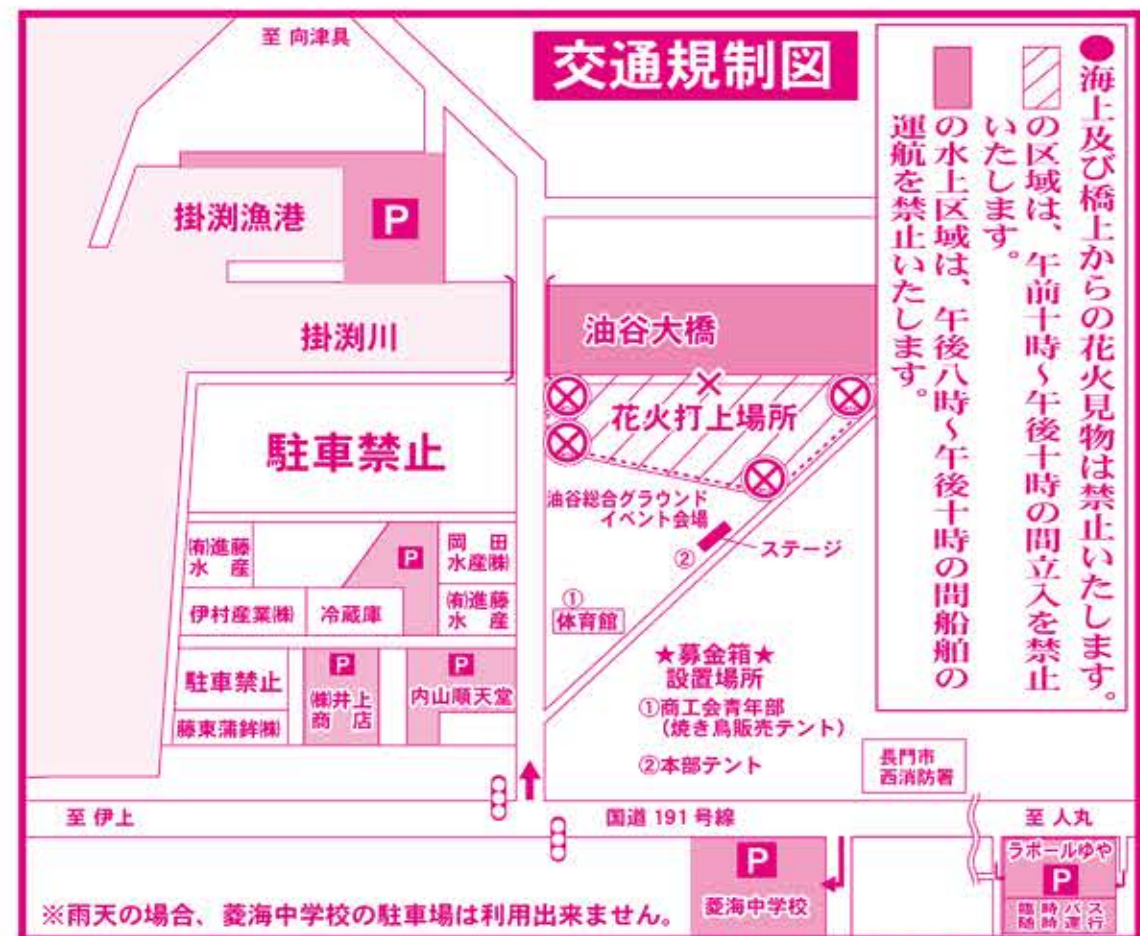 交通規制図
●海上及び橋上からの花火見物は禁止いたします。
の区域は、午前十時～午後十時の間立入を禁止
いたします。
の水上区域は、午後八時～午後十時の間船舶の
運航を禁止いたします。
至 向津具
掛渕漁港
P
掛渕川
油谷大橋
花火打上場所
駐車禁止
油谷総合グラウンド
イベント会場
ステージ
②
①
体育館
㈲進藤
水産
P
岡田
水産㈱
伊村産業㈱
冷蔵庫
㈲進藤
水産
駐車禁止
P
㈱井上
商店
P
内山順天堂
藤東蒲鉾㈱
★募金箱★
設置場所
①商工会青年部
（焼き鳥販売テント）
②本部テント
長門市
西消防署
至 伊上
国道 191 号線
至 人丸
P
菱海中学校
ラポールゆや
P
臨時バス
随時運行
※雨天の場合、菱海中学校の駐車場は利用出来ません。